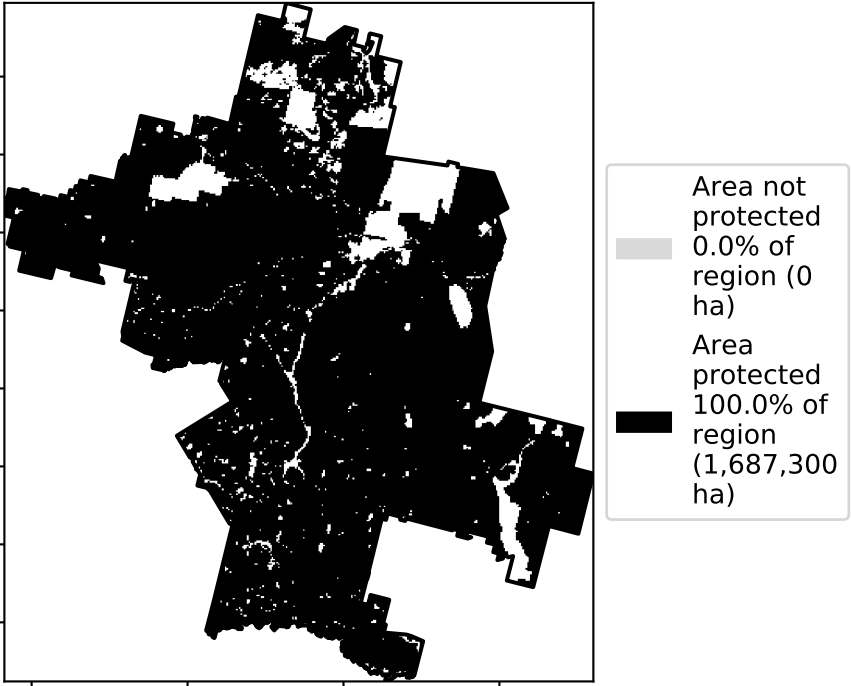 Area not
protected
0.0% of
region (0
ha)
Area
protected
100.0% of
region
(1,687,300
ha)